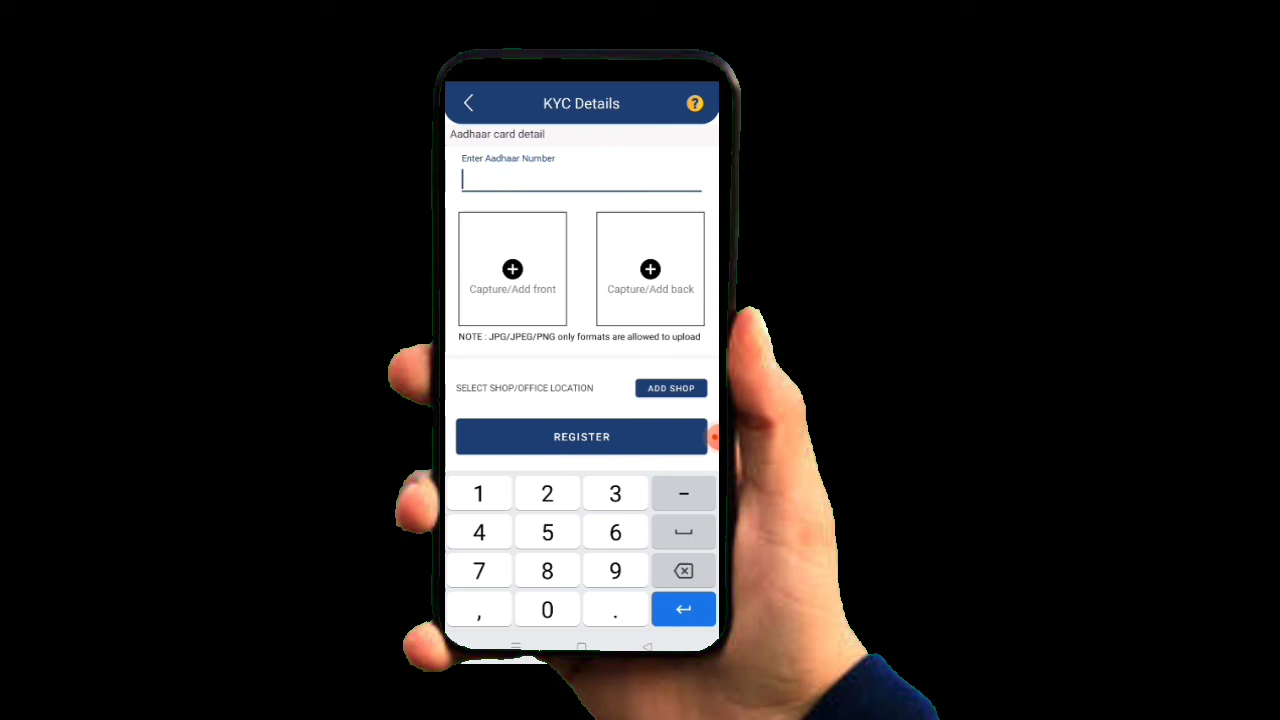 KYC Details ?
Aadhaar card detail
Enter Aadhaar Number
Capture/Add front Capture/Add back
NOTE : JPG/JPEG/PNG only formats are allowed to upload
SELECT SHOP/OFFICE LOCATION ADD SHOP
REGISTER
1 2 3 -
4 5 6
7 8 9
, 0 .